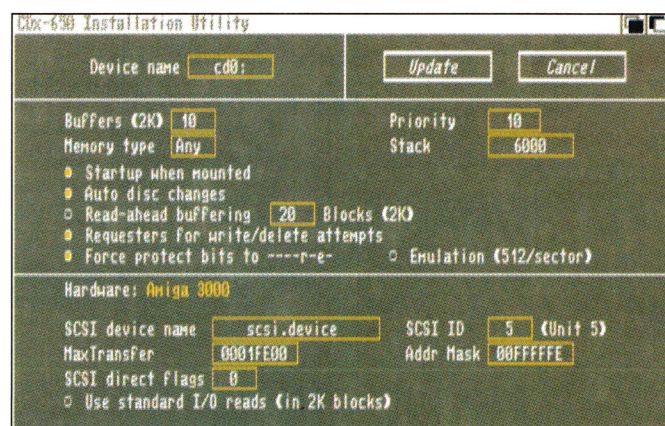 CDx-650 Installation Utility
Device name cd0:
Update Cancel
Buffers (2K) 10 Priority 10
Memory type Any Stack 6000
Startup when mounted
Auto disc changes
Read-ahead buffering 20 Blocks (2K)
Requesters for write/delete attempts
Force protect bits to ----r-e- Emulation (512/sector)
Hardware: Amiga 3000
SCSI device name scsi.device SCSI ID 5 (Unit 5)
MaxTransfer 0001FE00 Addr Mask 00FFFFFE
SCSI direct flags 0
Use standard I/O reads (in 2K blocks)